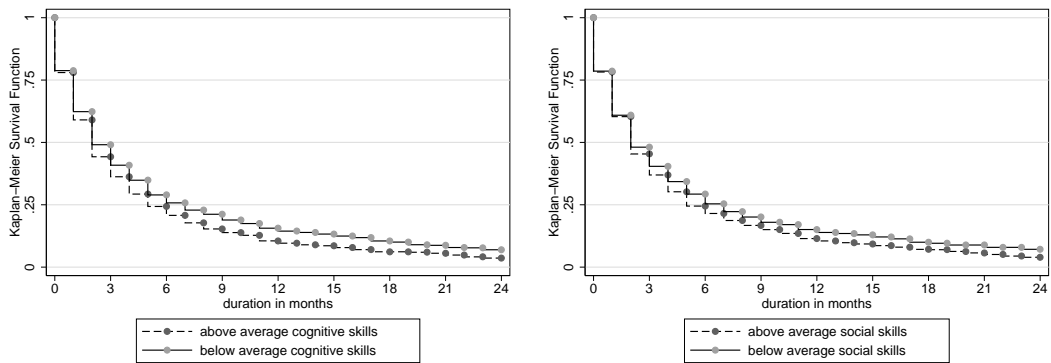 Kaplan−Meier Survival Function
1
.75
.5
.25
0
0 3 6 9 12 15 18 21 24
duration in months
above average cognitive skills
below average cognitive skills
Kaplan−Meier Survival Function
1
.75
.5
.25
0
0 3 6 9 12 15 18 21 24
duration in months
above average social skills
below average social skills